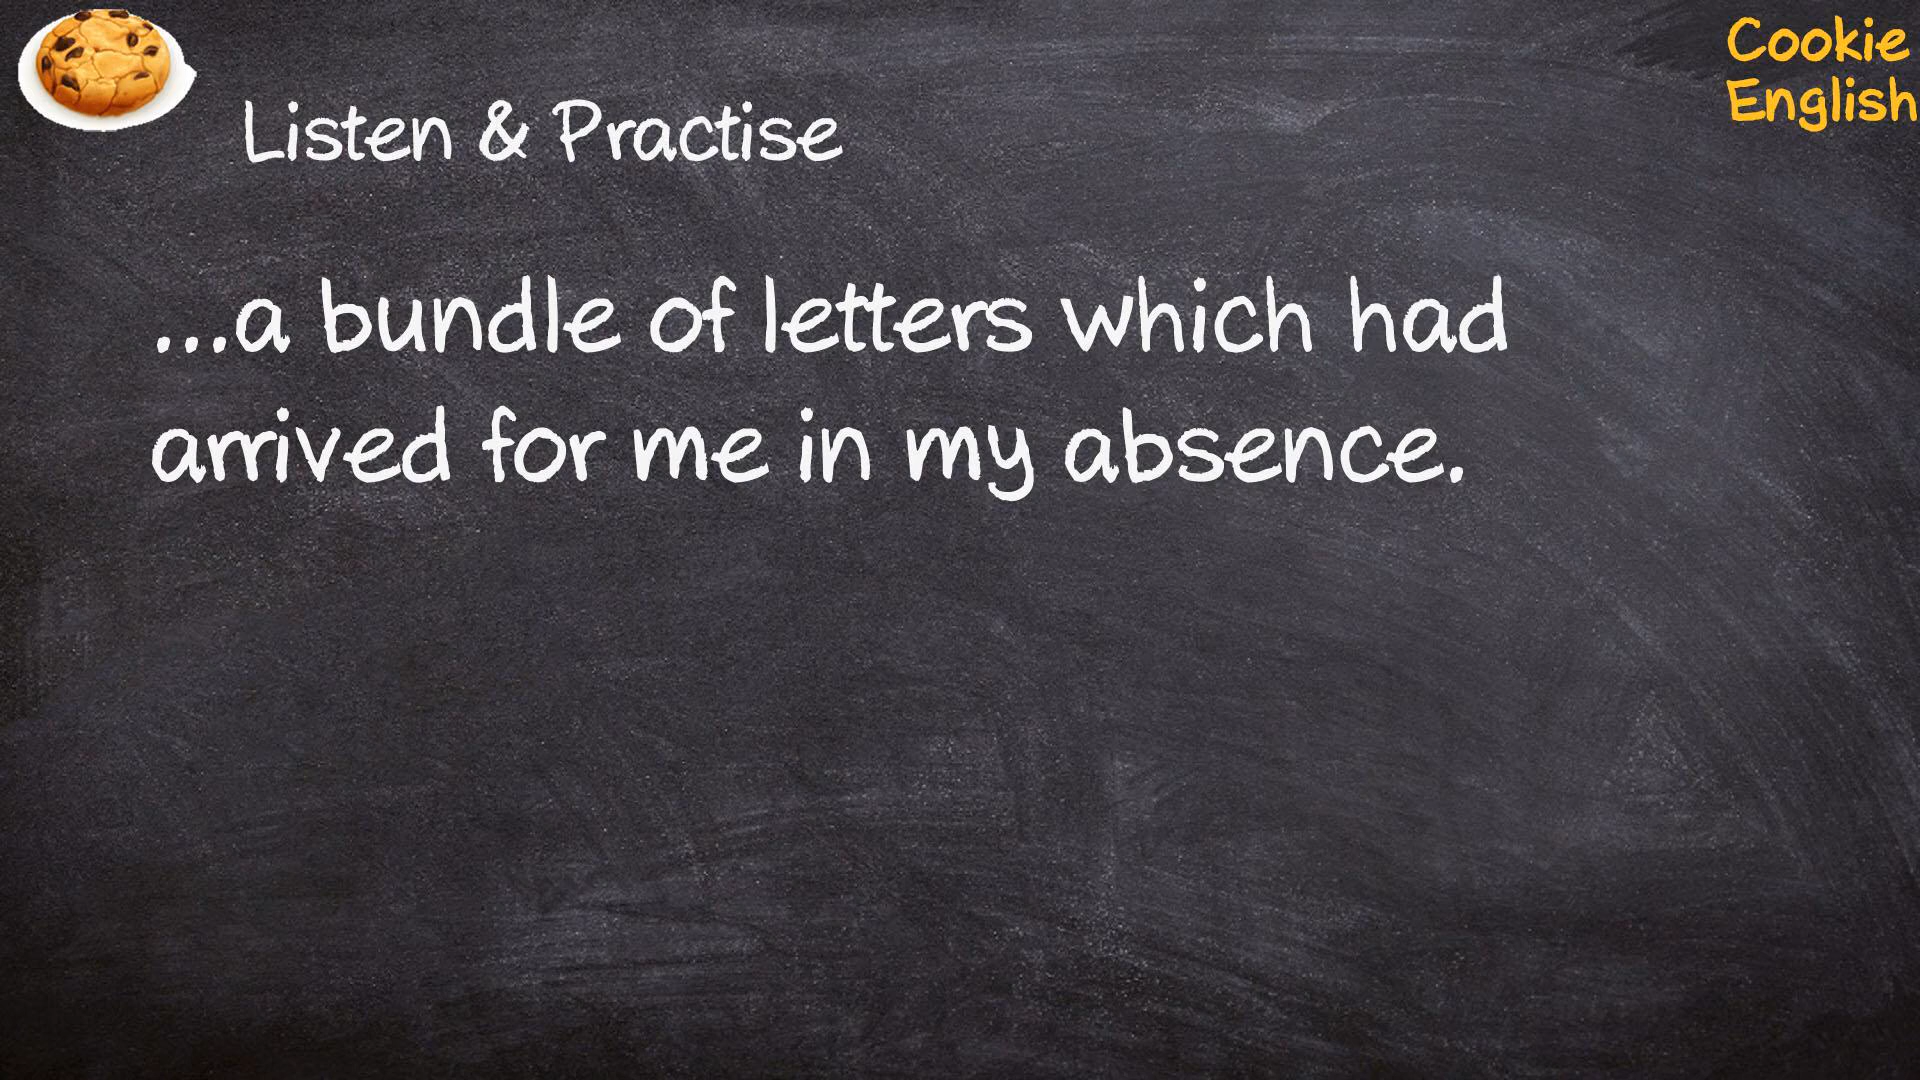 Cookie
English
Listen & Practise
...a bundle of letters which had
arrived for me in my absence.